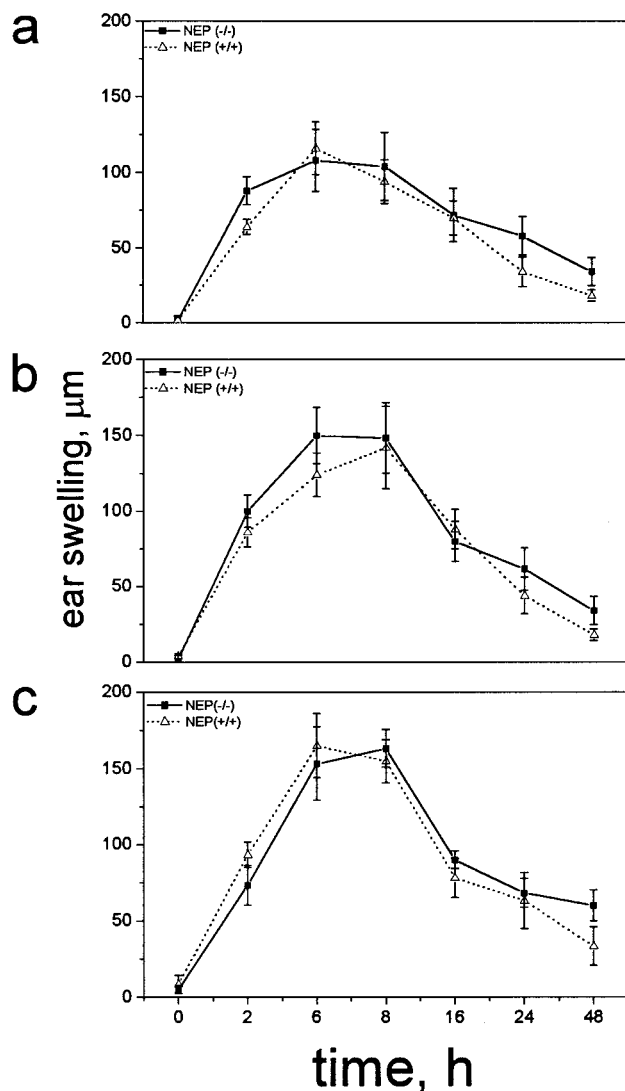 a
200
NEP (-/-)
NEP (+/+)
150
100
50
0
b
200
NEP (-/-)
NEP (+/+)
150
100
50
0
ear swelling, μm
c
200
NEP(-/-)
NEP(+/+)
150
100
50
0
0 2 6 8 16 24 48
time, h